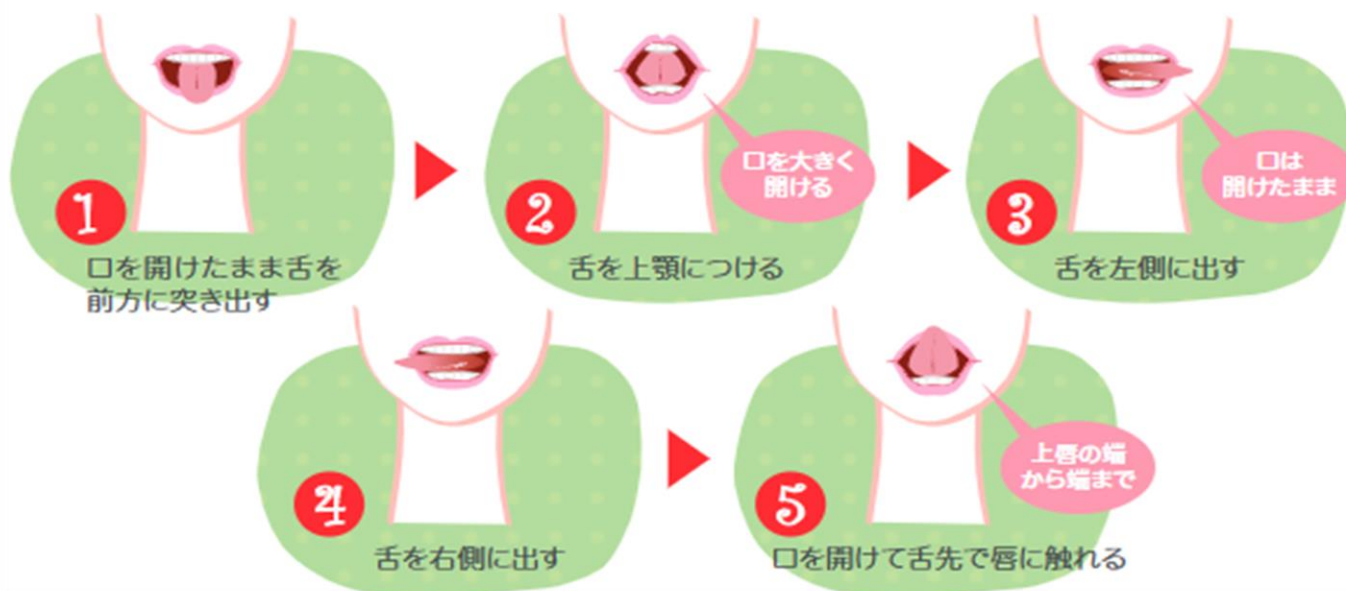 1
口を開けたまま舌を
前方に突き出す
2
口を大きく
開ける
舌を上顎につける
3
口は
開けたまま
舌を左側に出す
4
舌を右側に出す
5
上唇の端
から端まで
口を開けて舌先で唇に触れる